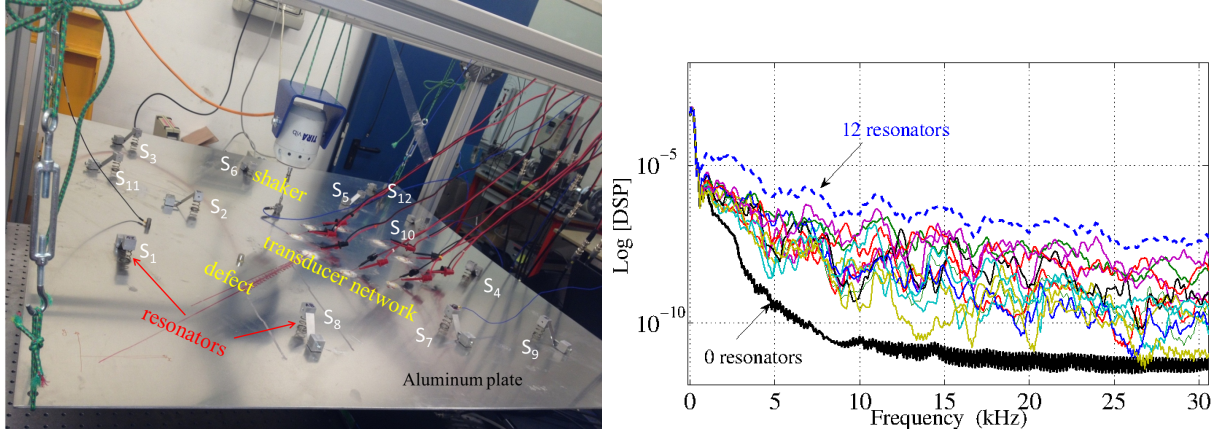 TIRA vib
S3
S6
S11
shaker
S5
S12
S2
S10
S1
transducer network
defect
S4
resonators
S8
S7
S9
Aluminum plate
12 resonators
10^-5
Log [DSP]
10^-10
0 resonators
0 5 10 15 20 25 30
Frequency (kHz)